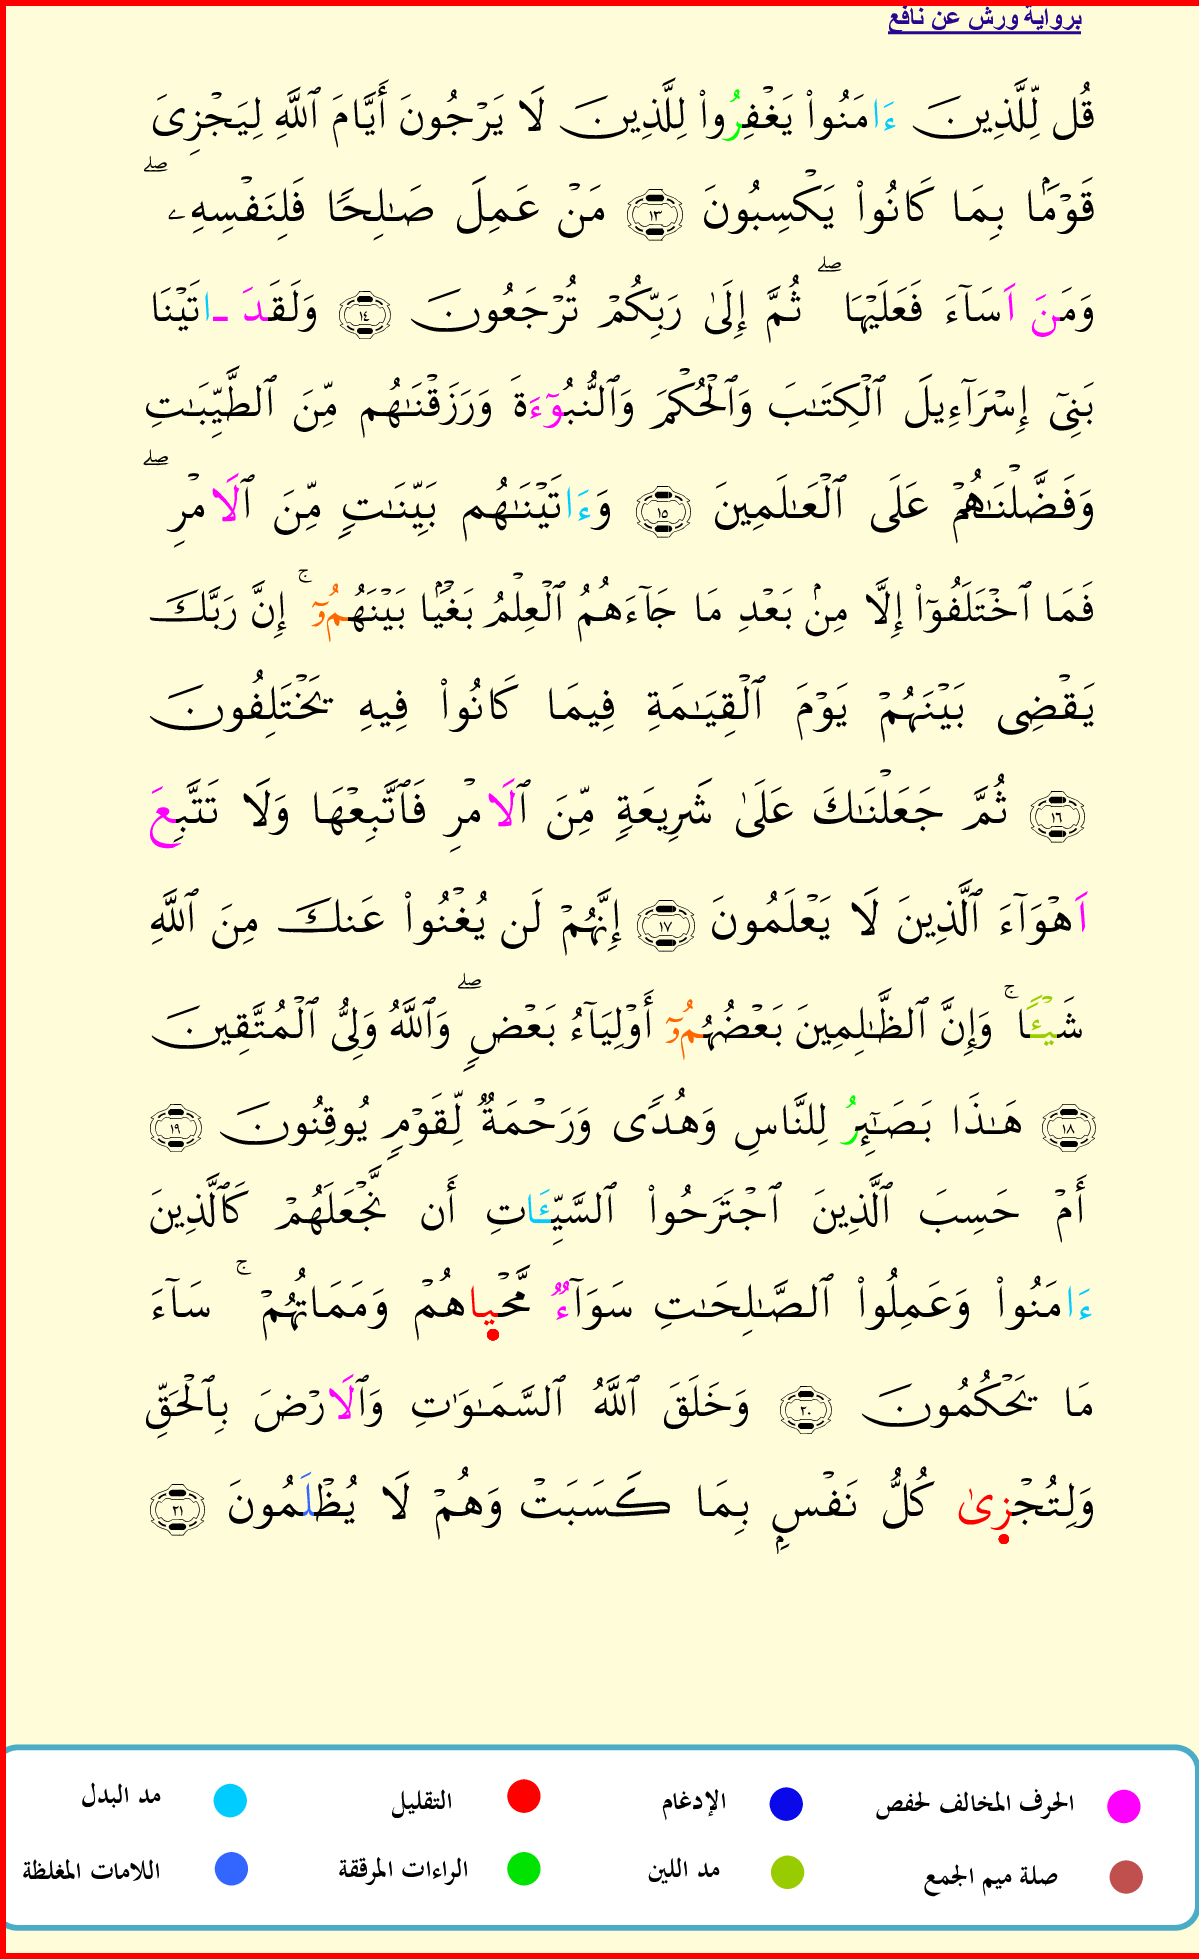 برواية ورش عن نافع
قُل لِّلَّذِينَ ءَامَنُواْ يَغْفِرُواْ لِلَّذِينَ لَا يَرْجُونَ أَيَّامَ اَ۬للَّهِ لِيَجْزِىَ
قَوْمَۢا بِمَا كَانُواْ يَكْسِبُونَ ١٣ مَنْ عَمِلَ صَٰلِحًا فَلِنَفْسِهِۦ ۖ
وَمَنَ اَسَآءَ فَعَلَيْهَا ۖ ثُمَّ إِلَىٰ رَبِّكُمْ تُرْجَعُونَ ١٤ وَلَقَدَ ـاتَيْنَا
بَنِىٓ إِسْرَآءِيلَ ٱلْكِتَٰبَ وَٱلْحُكْمَ وَٱلنُّبُوٓءَةَ وَرَزَقْنَٰهُم مِّنَ ٱلطَّيِّبَٰتِ
وَفَضَّلْنَٰهُمْ عَلَى ٱلْعَٰلَمِينَ ١٥ وَءَاتَيْنَٰهُم بَيِّنَٰتٍ مِّنَ ٱلَامْرِ ۖ
فَمَا ٱخْتَلَفُوٓاْ إِلَّا مِنۢ بَعْدِ مَا جَآءَهُمُ ٱلْعِلْمُ بَغْيَۢا بَيْنَهُمُۥٓ ۚ إِنَّ رَبَّكَ
يَقْضِى بَيْنَهُمْ يَوْمَ ٱلْقِيَٰمَةِ فِيمَا كَانُواْ فِيهِ يَخْتَلِفُونَ
١٦ ثُمَّ جَعَلْنَٰكَ عَلَىٰ شَرِيعَةٍ مِّنَ ٱلَامْرِ فَٱتَّبِعْهَا وَلَا تَتَّبِعَ
اَهْوَآءَ ٱلَّذِينَ لَا يَعْلَمُونَ ١٧ إِنَّهُمْ لَن يُغْنُواْ عَنكَ مِنَ ٱللَّهِ
شَيْـًٔا ۚ وَإِنَّ ٱلظَّٰلِمِينَ بَعْضُهُمُۥٓ أَوْلِيَآءُ بَعْضٍ ۖ وَٱللَّهُ وَلِىُّ ٱلْمُتَّقِينَ
١٨ هَٰذَا بَصَٰٓئِرُ لِلنَّاسِ وَهُدًى وَرَحْمَةٌ لِّقَوْمٍ يُوقِنُونَ ١٩
أَمْ حَسِبَ ٱلَّذِينَ ٱجْتَرَحُواْ ٱلسَّيِّـَٔاتِ أَن نَّجْعَلَهُمْ كَٱلَّذِينَ
ءَامَنُواْ وَعَمِلُواْ ٱلصَّٰلِحَٰتِ سَوَآءٌ مَّحْياهُمْ وَمَمَاتُهُمْ ۚ سَآءَ
مَا يَحْكُمُونَ ٢٠ وَخَلَقَ ٱللَّهُ ٱلسَّمَٰوَٰتِ وَٱلَارْضَ بِٱلْحَقِّ
وَلِتُجْزِىٰ كُلُّ نَفْسٍۭ بِمَا كَسَبَتْ وَهُمْ لَا يُظْلَمُونَ ٢١
الحرف المخالف لحفص الإدغام التقليل مد البدل
صلة ميم الجمع مد اللين الراءات المرققة اللامات المغلظة